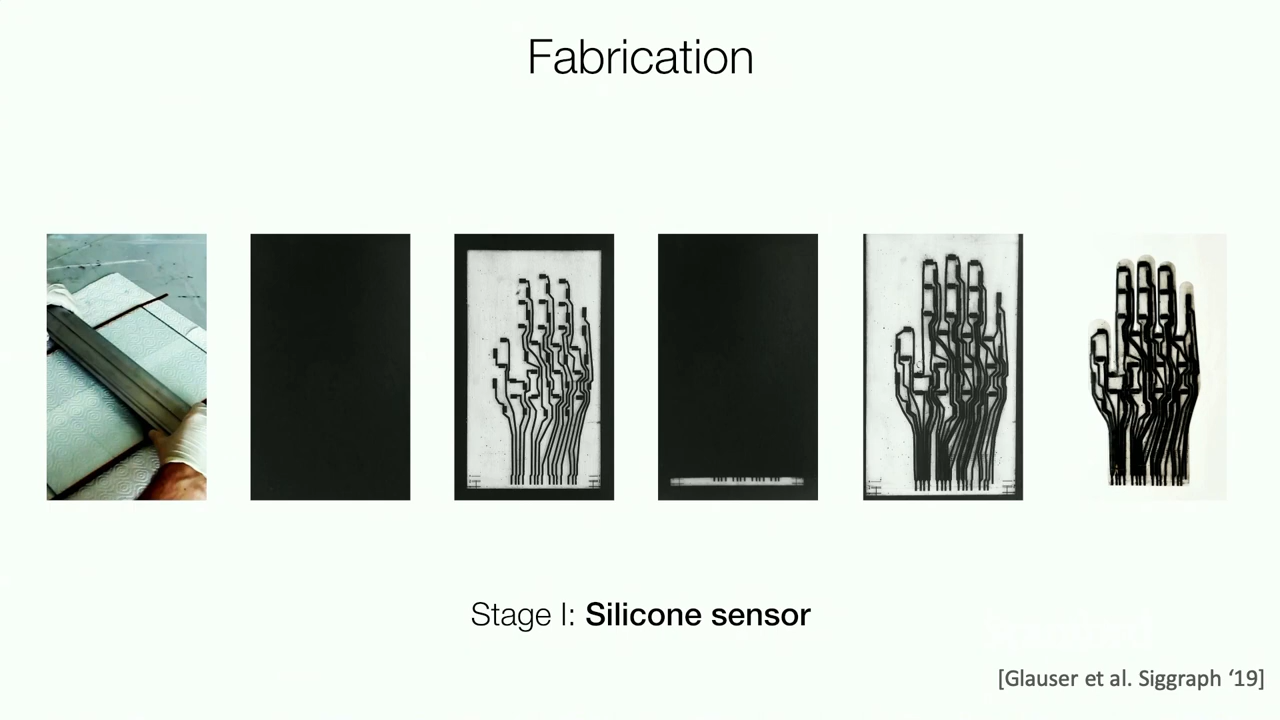 Fabrication
Stage I: Silicone sensor
[Glauser et al. Siggraph ‘19]